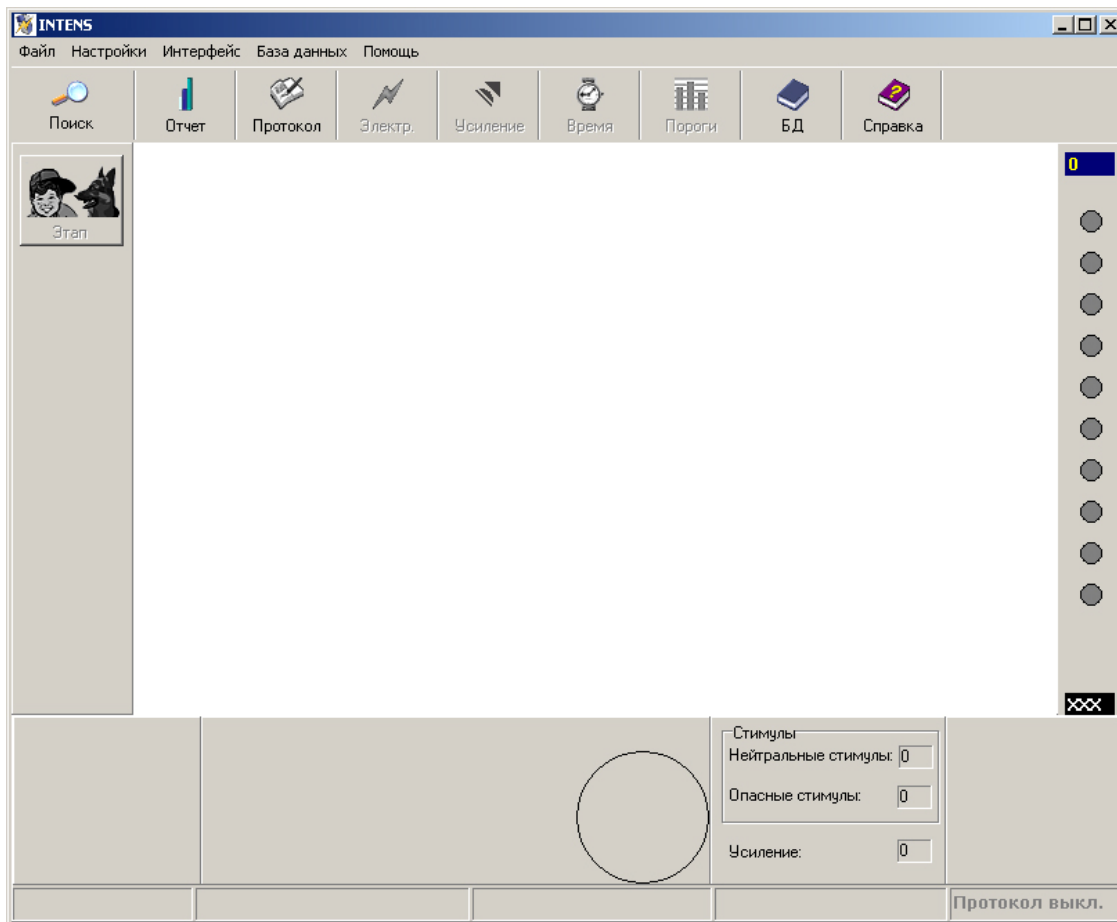 INTENS
Файл Настройки Интерфейс База данных Помощь
Поиск Отчет Протокол Электр. Усиление Время Пороги БД Справка
0
Этап
XXX
Стимулы
Нейтральные стимулы: 0
Опасные стимулы: 0
Усиление: 0
Протокол выкл.